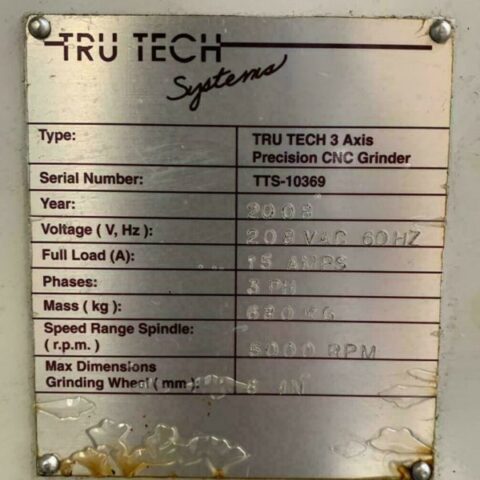 TRU TECH
Systems
Type: TRU TECH 3 Axis
Precision CNC Grinder
Serial Number: TTS-10369
Year:
Voltage ( V, Hz ): 208 VAC 60HZ
Full Load (A): 15 AMPS
Phases: 3 PH
Mass ( kg ): KG
Speed Range Spindle:
( r.p.m. ) 5000 RPM
Max Dimensions
Grinding Wheel ( mm ): IN